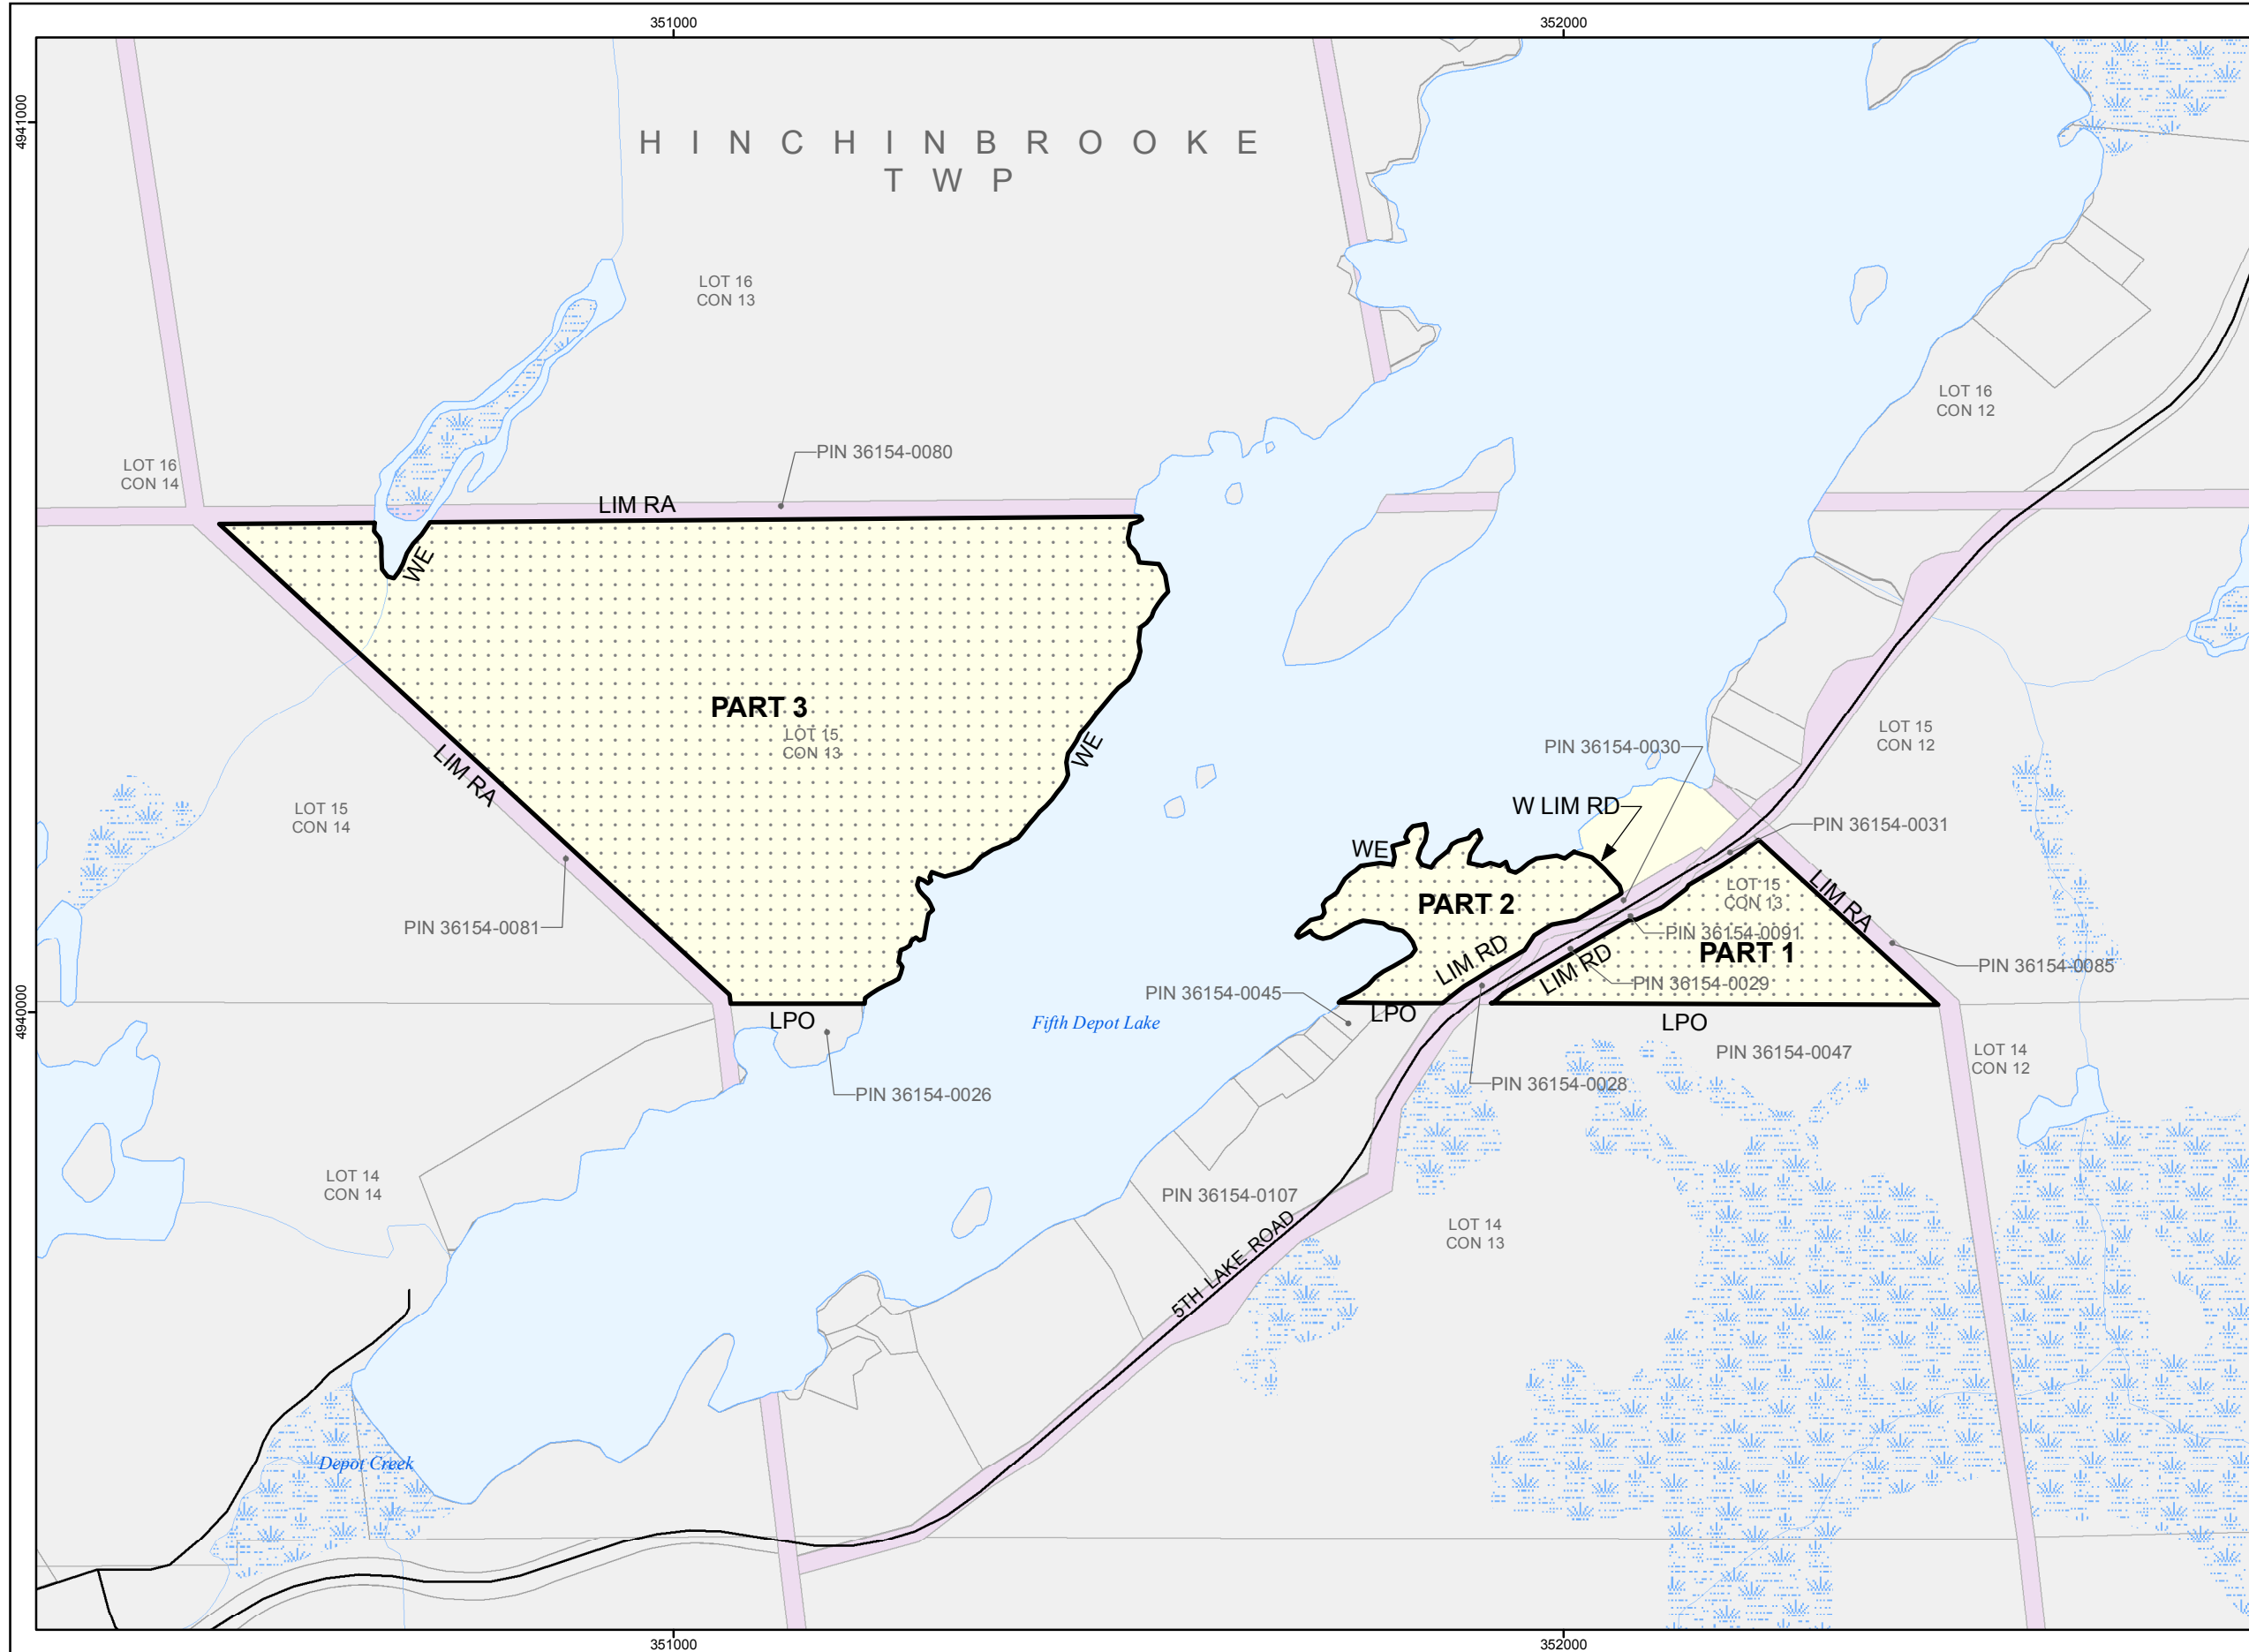 351000
352000
4941000
HINCHINBROOKE
TWP
LOT 16
CON 13
LOT 16
CON 12
PIN 36154-0080
LOT 16
CON 14
LIM RA
WE
PART 3
LOT 15
CON 13
WE
LIM RA
LOT 15
CON 14
LOT 15
CON 12
PIN 36154-0030
W LIM RD
PIN 36154-0031
WE
PART 2
LOT 15
CON 13
LIM RA
PIN 36154-0081
PIN 36154-0091
PART 1
LIM RD
LIM RD
PIN 36154-0085
PIN 36154-0029
PIN 36154-0045
4940000
LPO
Fifth Depot Lake
LPO
LPO
PIN 36154-0047
LOT 14
CON 12
PIN 36154-0028
PIN 36154-0026
LOT 14
CON 14
PIN 36154-0107
LOT 14
CON 13
5TH LAKE ROAD
Depot Creek
351000
352000